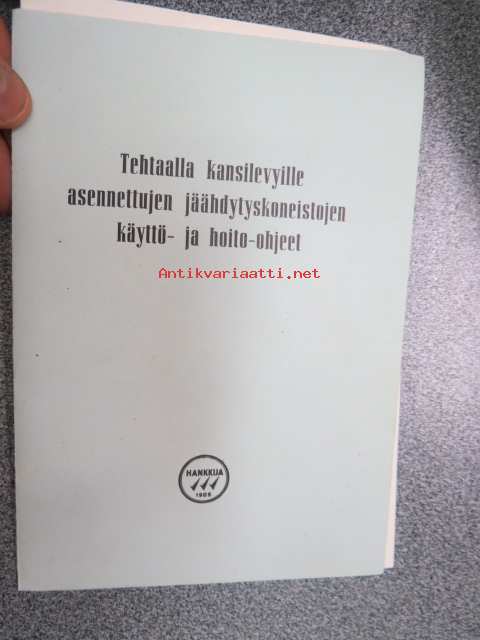 Tehtaalla kansilevyille
asennettujen jäähdytyskoneistojen
käyttö- ja hoito-ohjeet
Antikvariaatti.net
HANKKIJA
1905